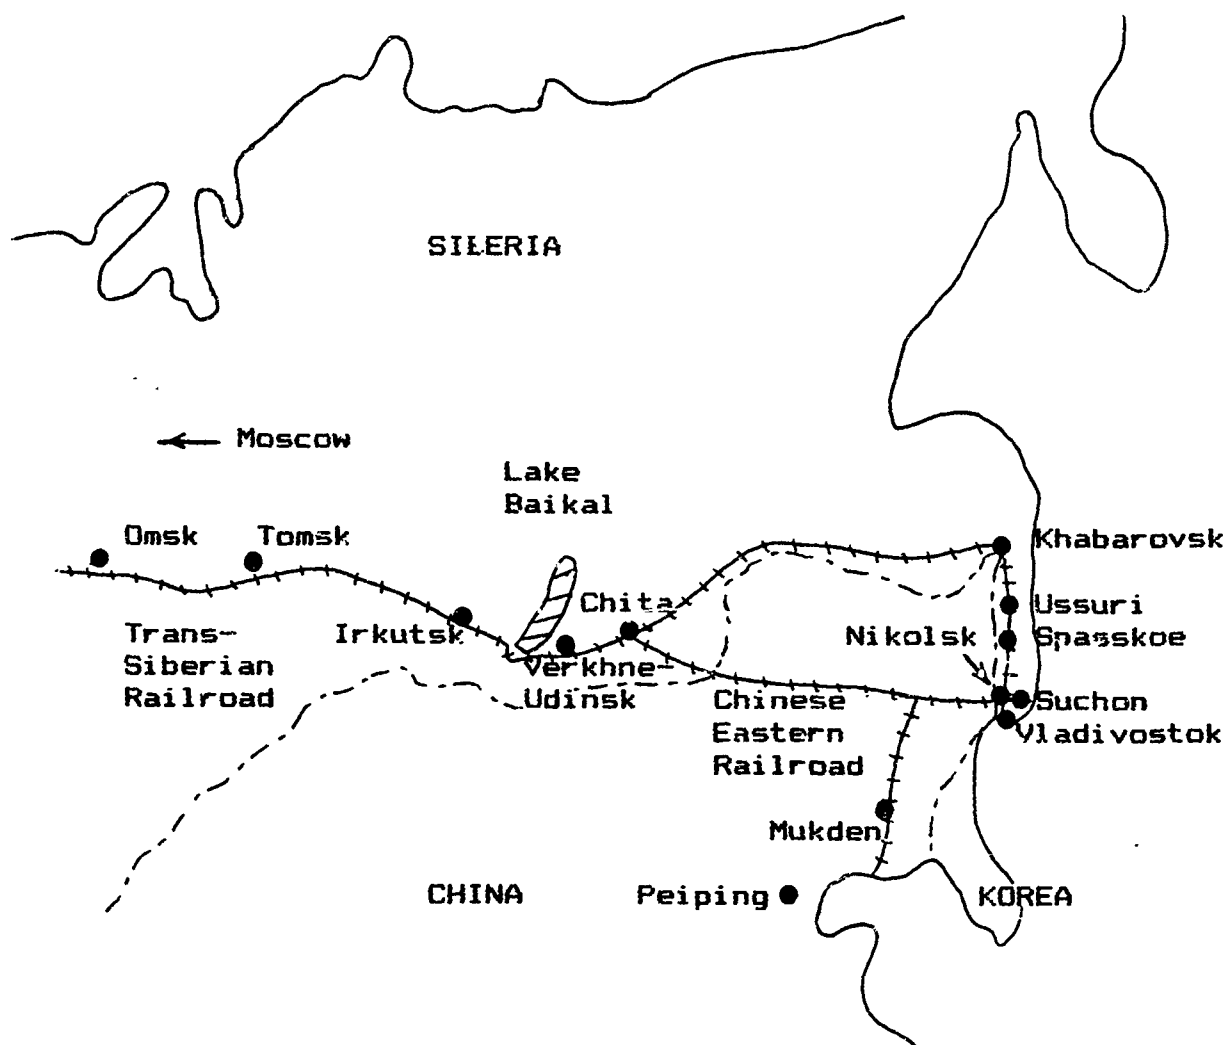 SIBERIA
Moscow
Lake
Baikal
Omsk
Tomsk
Khabarovsk
Chita
Ussuri
Trans-
Siberian
Railroad
Irkutsk
Nikolsk
Spasskoe
Verkhne-
Udinsk
Chinese
Eastern
Railroad
Suchon
Vladivostok
Mukden
CHINA
Peiping
KOREA